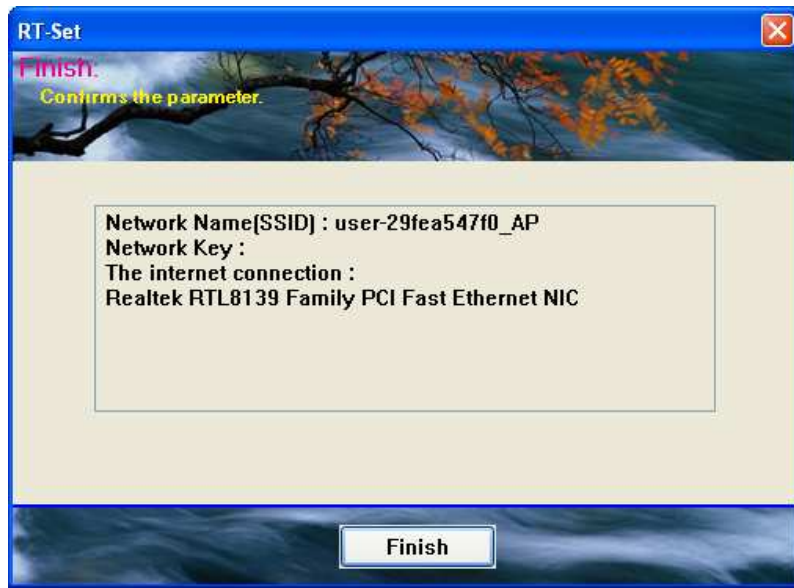 RT-Set
Finish:
Confirms the parameter.
Network Name(SSID) : user-29fea547f0_AP
Network Key :
The internet connection :
Realtek RTL8139 Family PCI Fast Ethernet NIC
Finish